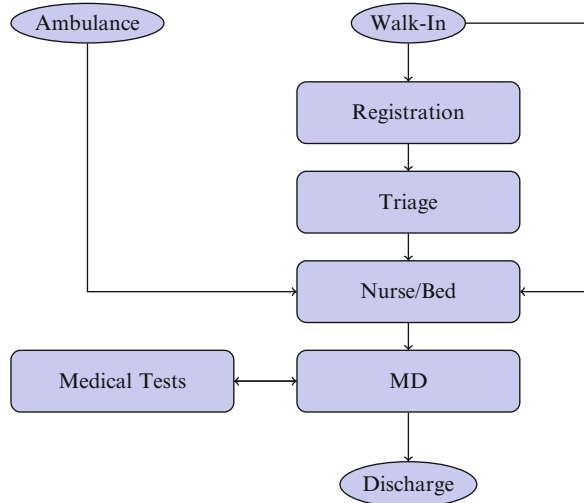 Ambulance
Walk-In
Registration
Triage
Nurse/Bed
Medical Tests
MD
Discharge